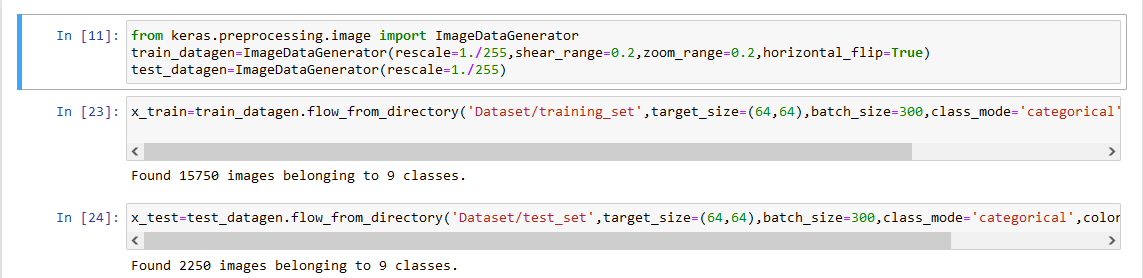 In [11]: from keras.preprocessing.image import ImageDataGenerator
train_datagen=ImageDataGenerator(rescale=1./255,shear_range=0.2,zoom_range=0.2,horizontal_flip=True)
test_datagen=ImageDataGenerator(rescale=1./255)
In [23]: x_train=train_datagen.flow_from_directory('Dataset/training_set',target_size=(64,64),batch_size=300,class_mode='categorical'
Found 15750 images belonging to 9 classes.
In [24]: x_test=test_datagen.flow_from_directory('Dataset/test_set',target_size=(64,64),batch_size=300,class_mode='categorical',color
Found 2250 images belonging to 9 classes.